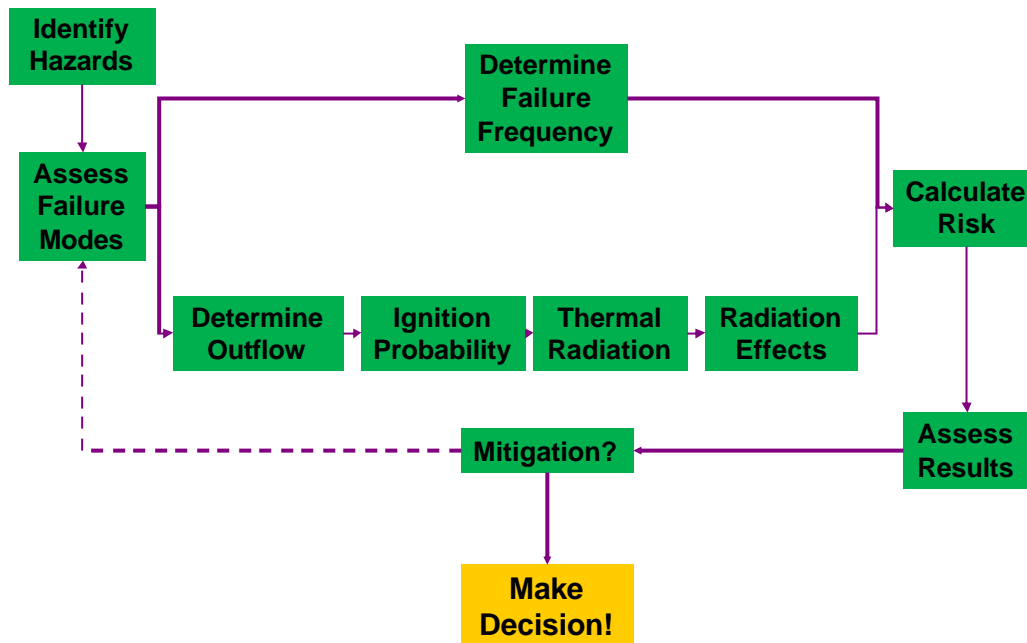 Identify
Hazards
Determine
Failure
Frequency
Assess
Failure
Modes
Calculate
Risk
Determine
Outflow
Ignition
Probability
Thermal
Radiation
Radiation
Effects
Assess
Results
Mitigation?
Make
Decision!